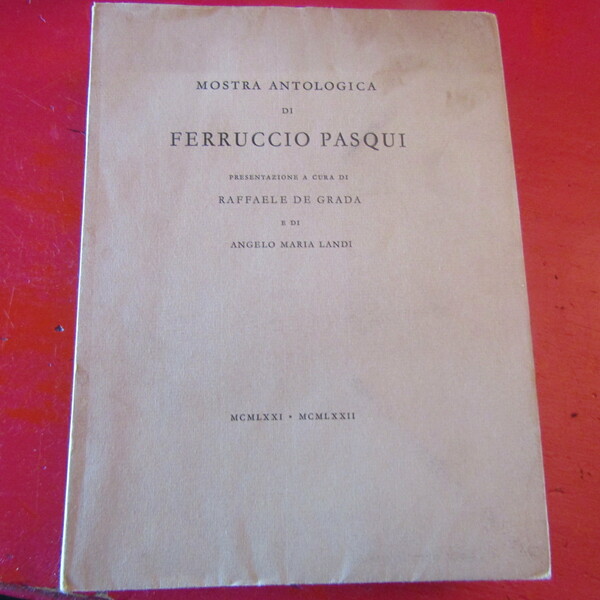 MOSTRA ANTOLOGICA
DI
FERRUCCIO PASQUI
PRESENTAZIONE A CURA DI
RAFFAELE DE GRADA
E DI
ANGELO MARIA LANDI
MCMLXXI • MCMLXXII